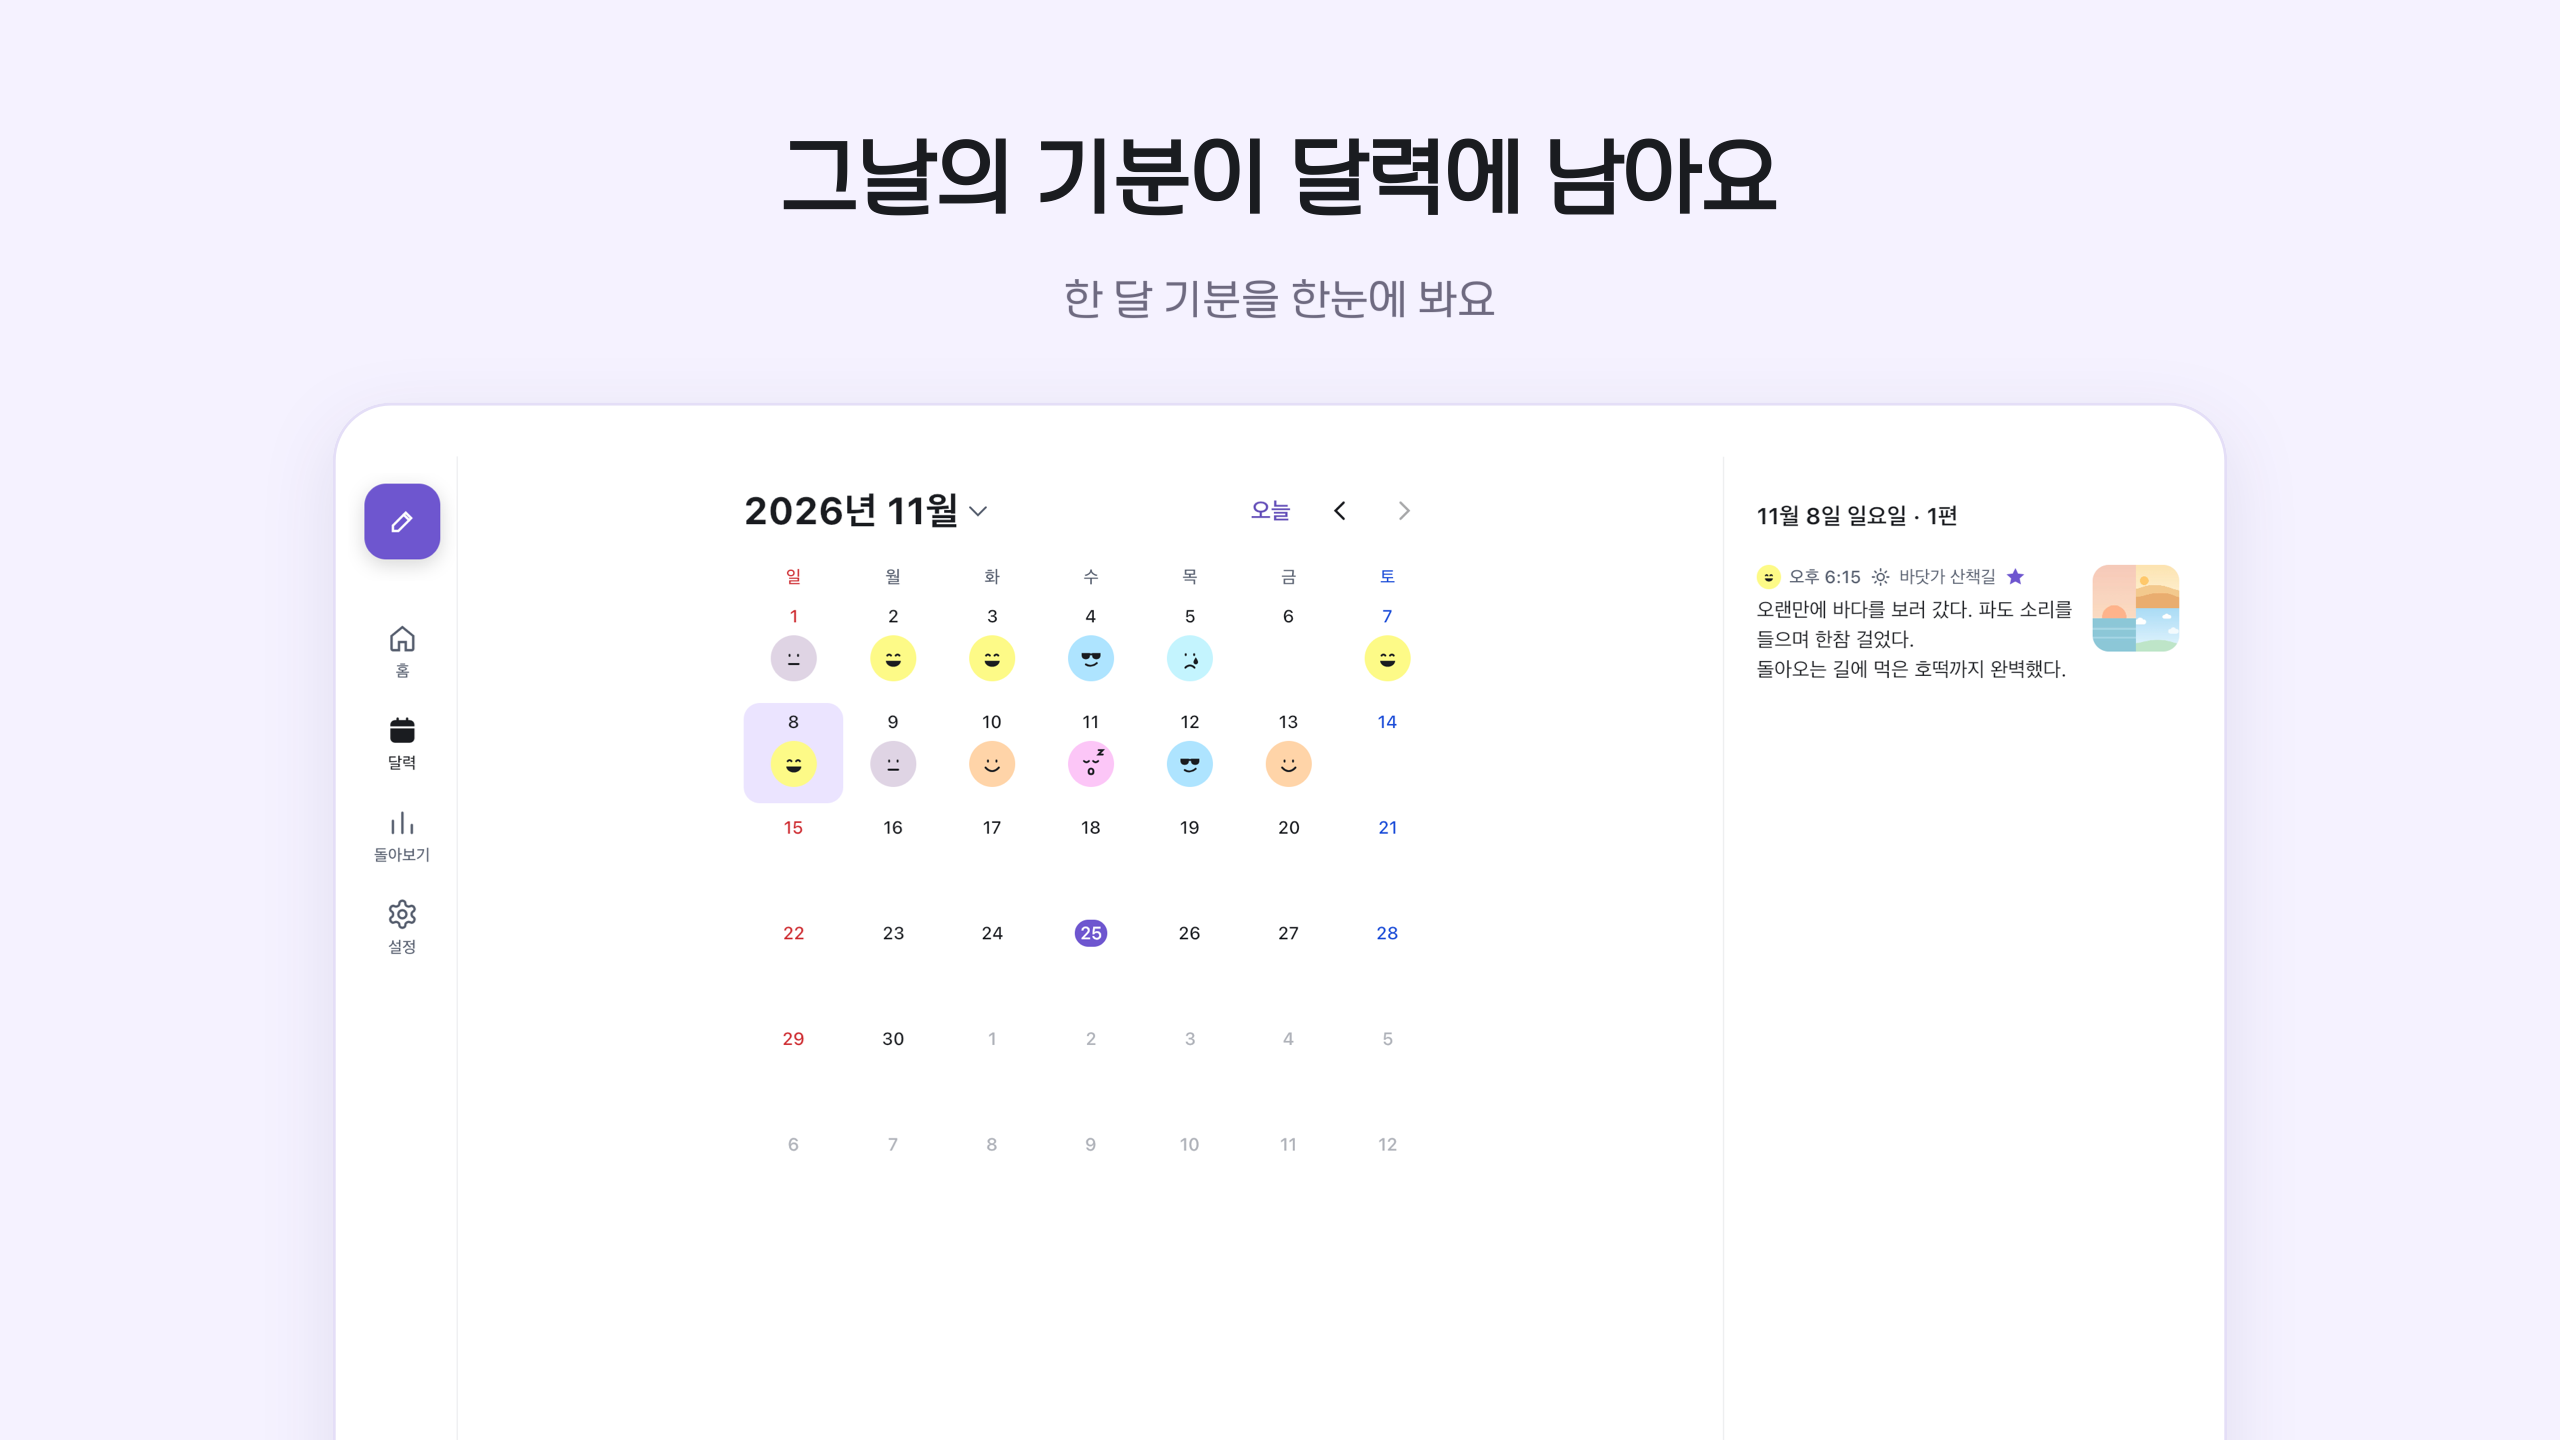 그날의 기분이 달력에 남아요
한 달 기분을 한눈에 봐요
홈
달력
돌아보기
설정
2026년 11월
오늘
일 월 화 수 목 금 토
1 2 3 4 5 6 7
8 9 10 11 12 13 14
15 16 17 18 19 20 21
22 23 24 25 26 27 28
29 30 1 2 3 4 5
6 7 8 9 10 11 12
11월 8일 일요일 · 1편
오후 6:15 바닷가 산책길
오랜만에 바다를 보러 갔다. 파도 소리를
들으며 한참 걸었다.
돌아오는 길에 먹은 호떡까지 완벽했다.